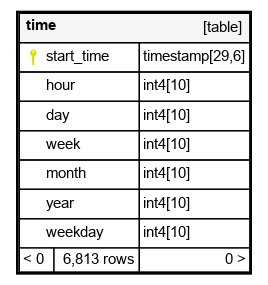 time [table]
start_time timestamp[29,6]
hour int4[10]
day int4[10]
week int4[10]
month int4[10]
year int4[10]
weekday int4[10]
< 0 6,813 rows 0 >